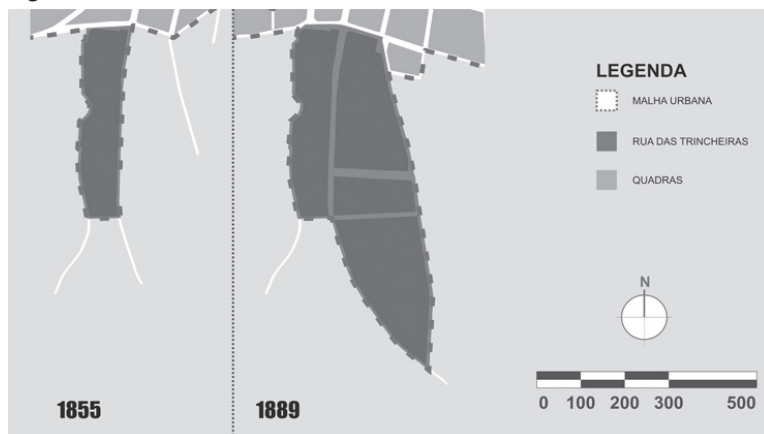 LEGENDA
MALHA URBANA
RUA DAS TRINCHEIRAS
QUADRAS
N
0 100 200 300 500
1855
1889